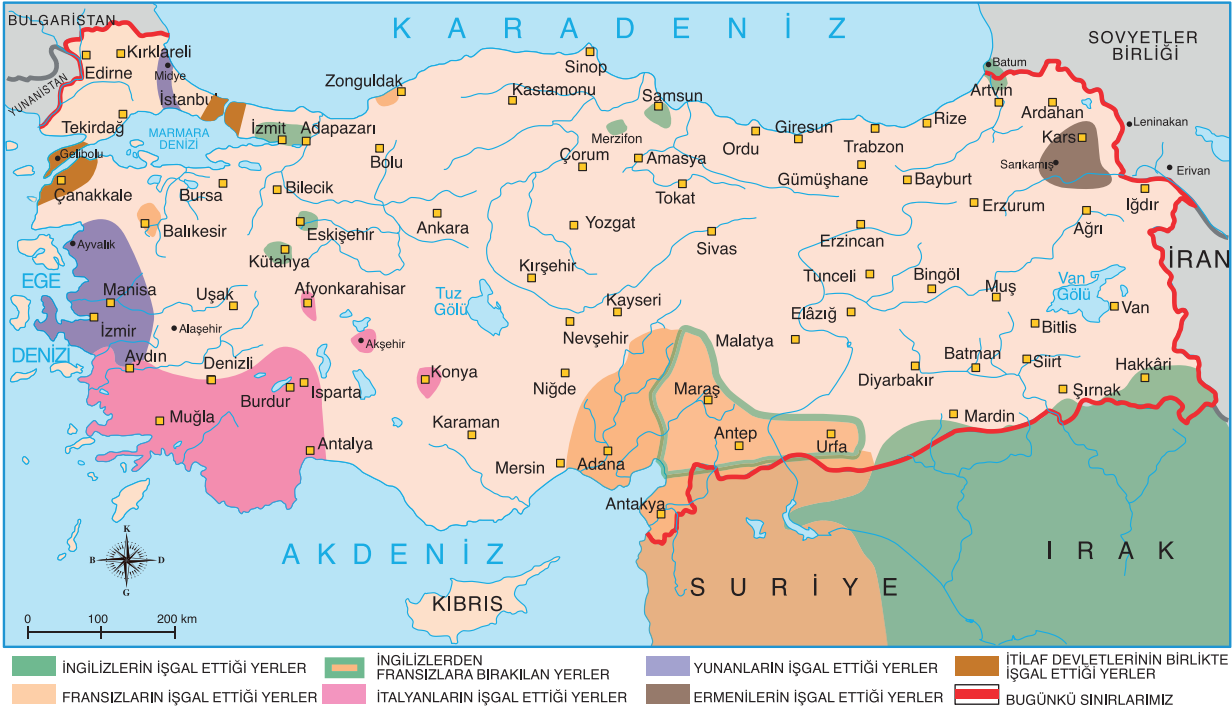 BULGARİSTAN
YUNANİSTAN
KARADENİZ
SOVYETLER
BİRLİĞİ
Kırklareli
Edirne
Midye
İstanbul
Tekirdağ
MARMARA
DENİZİ
Gelibolu
Çanakkale
Zonguldak
Kastamonu
Sinop
Samsun
Merzifon
Batum
Artvin
Ardahan
Kars
Sarıkamış
Leninakan
Erivan
Iğdır
İzmit
Adapazarı
Bolu
Çorum
Amasya
Tokat
Ordu
Giresun
Trabzon
Rize
Gümüşhane
Bayburt
Erzurum
Ağrı
Bursa
Bilecik
Balıkesir
Eskişehir
Kütahya
Ankara
Yozgat
Sivas
Erzincan
Kırşehir
Tunceli
Bingöl
Muş
Van
Gölü
Van
İRAN
EGE
DENİZİ
Ayvalık
Manisa
İzmir
Uşak
Alaşehir
Afyonkarahisar
Akşehir
Tuz
Gölü
Kayseri
Nevşehir
Malatya
Elâzığ
Bitlis
Aydın
Denizli
Burdur
Isparta
Konya
Niğde
Maraş
Diyarbakır
Batman
Siirt
Hakkâri
Şırnak
Mardin
Muğla
Antalya
Karaman
Mersin
Adana
Antep
Urfa
Antakya
AKDENİZ
KIBRIS
SURİYE
IRAK
K
B
D
G
0 100 200 km
İNGİLİZLERİN İŞGAL ETTİĞİ YERLER
İNGİLİZLERDEN
FRANSIZLARA BIRAKILAN YERLER
YUNANLARIN İŞGAL ETTİĞİ YERLER
İTİLAF DEVLETLERİNİN BİRLİKTE
İŞGAL ETTİĞİ YERLER
FRANSIZLARIN İŞGAL ETTİĞİ YERLER
İTALYANLARIN İŞGAL ETTİĞİ YERLER
ERMENİLERİN İŞGAL ETTİĞİ YERLER
BUGÜNKÜ SINIRLARIMIZ